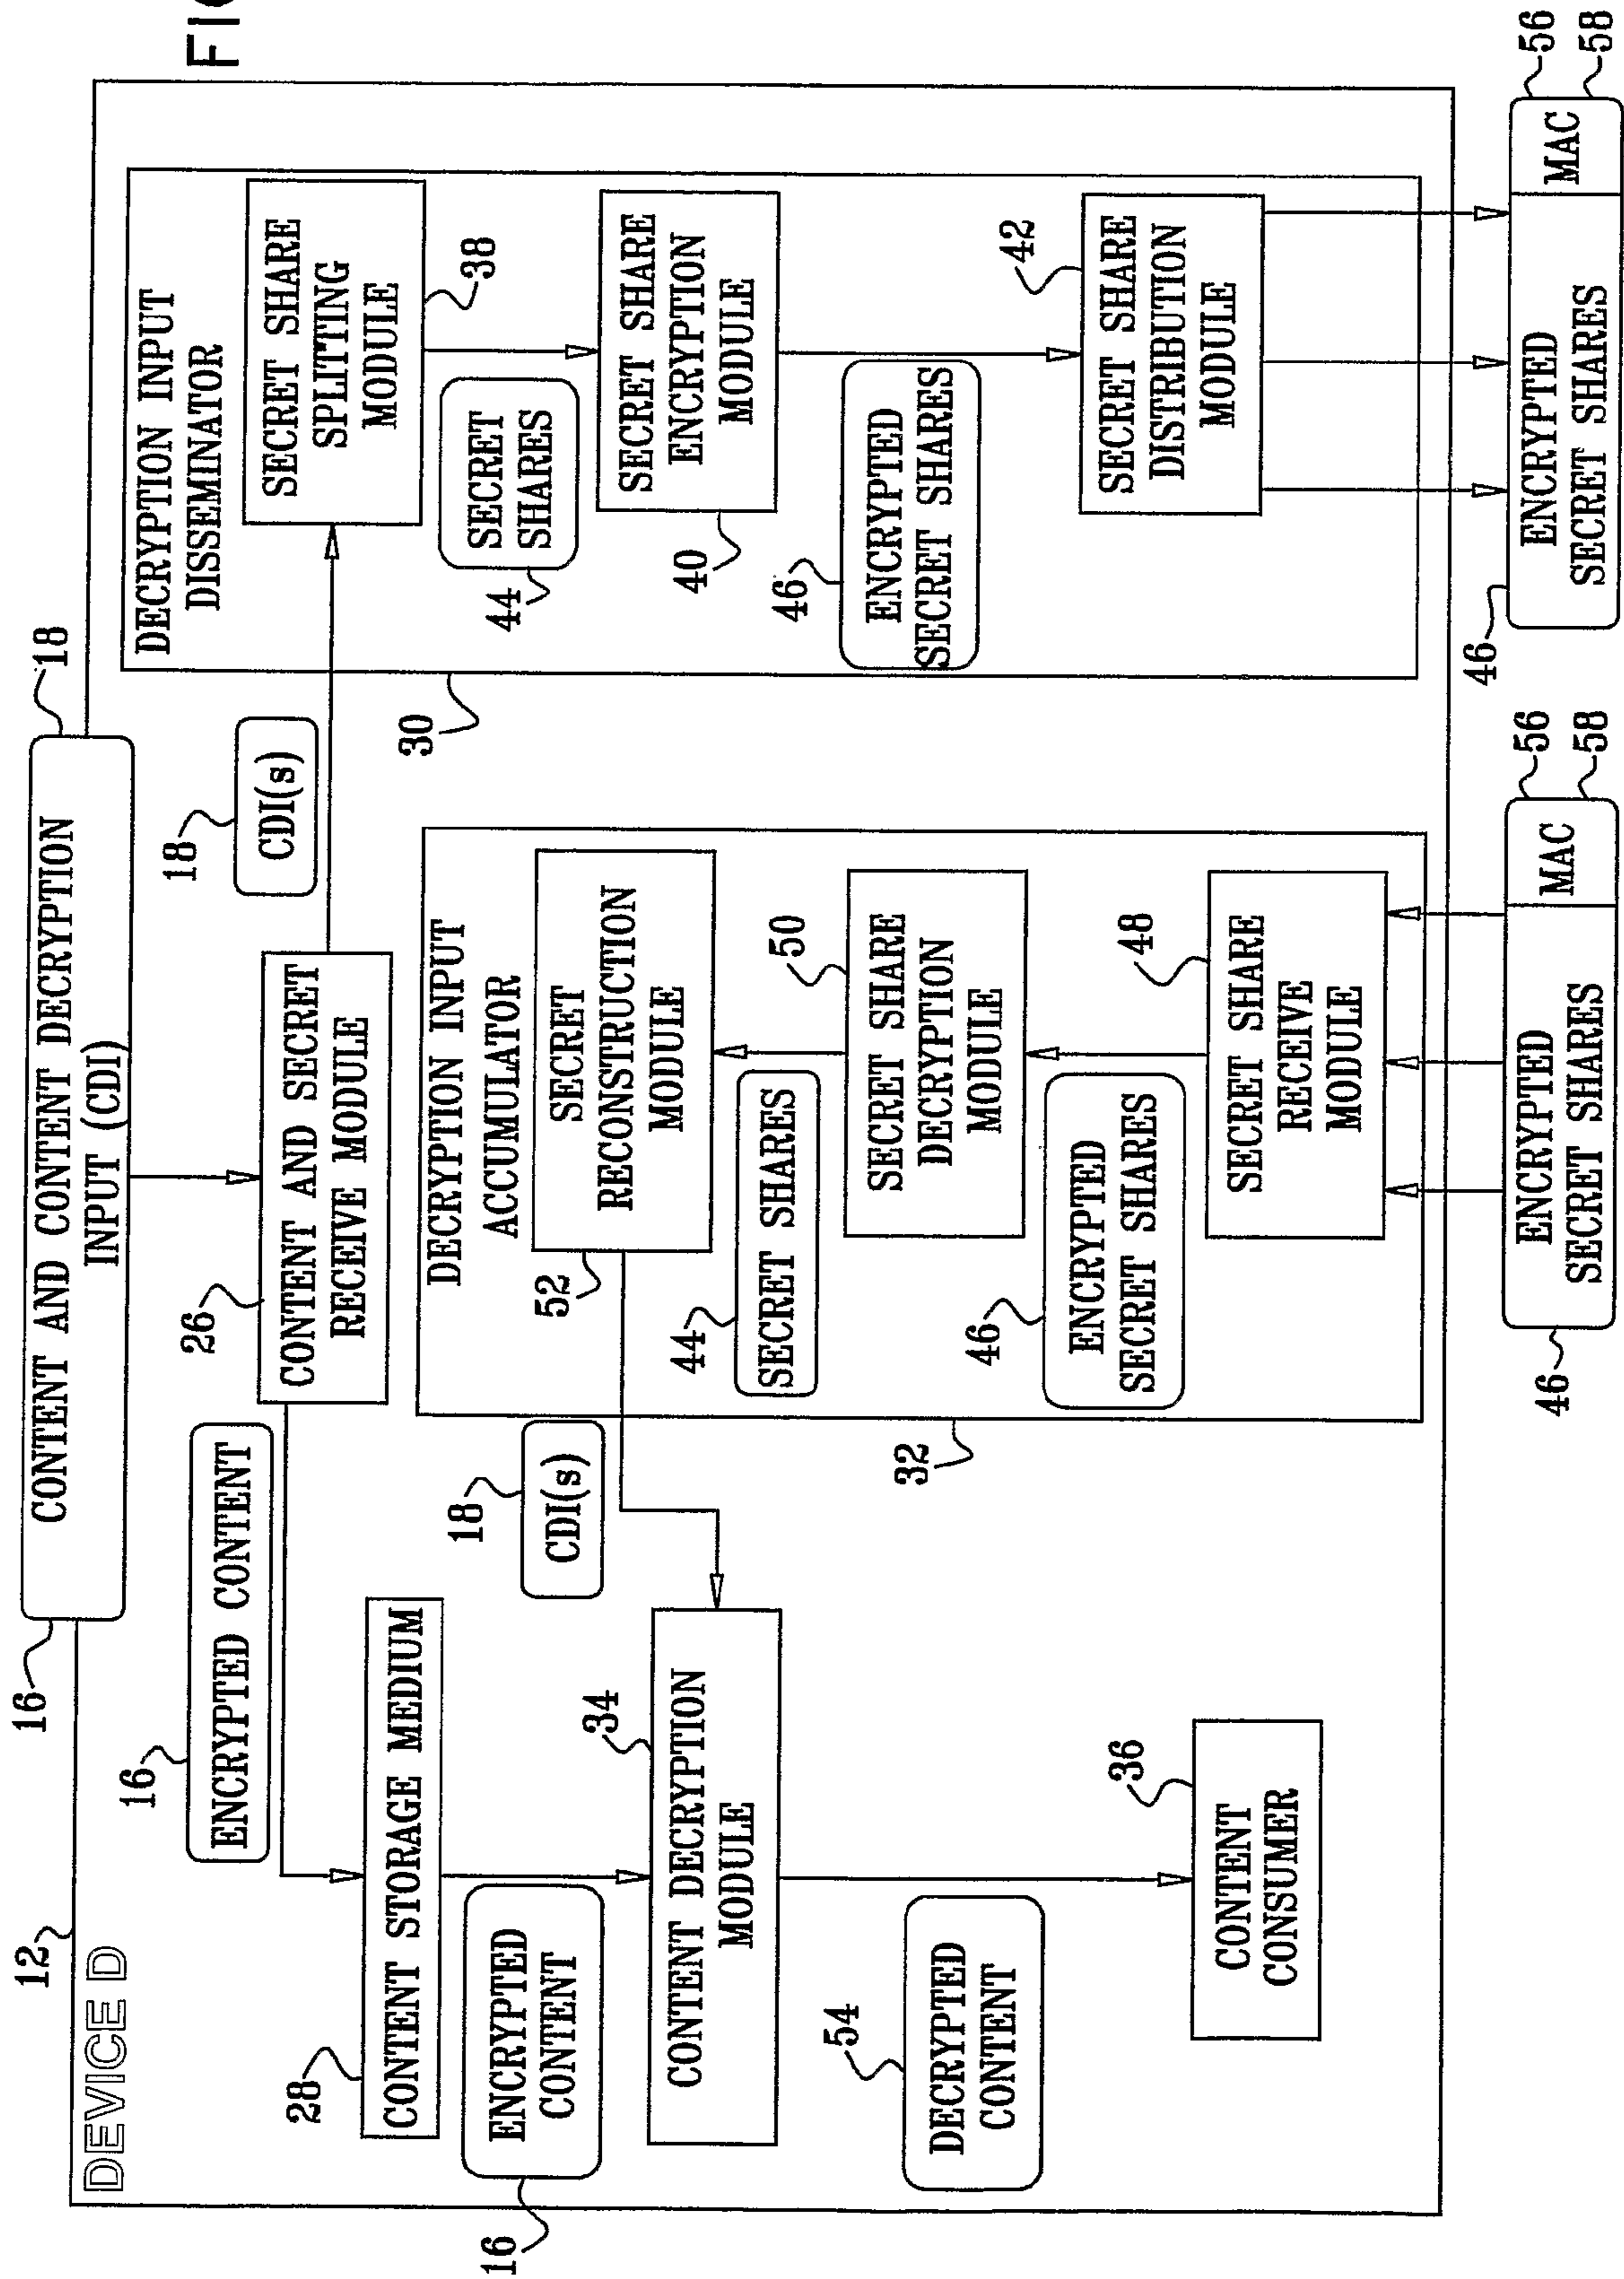 FIG
DEVICE D
12
16
CONTENT AND CONTENT DECRYPTION
INPUT (CDI)
18
16
ENCRYPTED CONTENT
26
CONTENT AND SECRET
RECEIVE MODULE
18
CDI(s)
28
CONTENT STORAGE MEDIUM
16
ENCRYPTED
CONTENT
34
CONTENT DECRYPTION
MODULE
54
DECRYPTED
CONTENT
36
CONTENT
CONSUMER
18
CDI(s)
DECRYPTION INPUT
ACCUMULATOR
52
SECRET
RECONSTRUCTION
MODULE
44
SECRET SHARES
50
SECRET SHARE
DECRYPTION
MODULE
46
ENCRYPTED
SECRET SHARES
48
SECRET SHARE
RECEIVE
MODULE
32
46
ENCRYPTED
SECRET SHARES
MAC
56
58
DECRYPTION INPUT
DISSEMINATOR
SECRET SHARE
SPLITTING
MODULE
38
44
SECRET
SHARES
40
SECRET SHARE
ENCRYPTION
MODULE
46
ENCRYPTED
SECRET SHARES
42
SECRET SHARE
DISTRIBUTION
MODULE
30
46
ENCRYPTED
SECRET SHARES
MAC
56
58